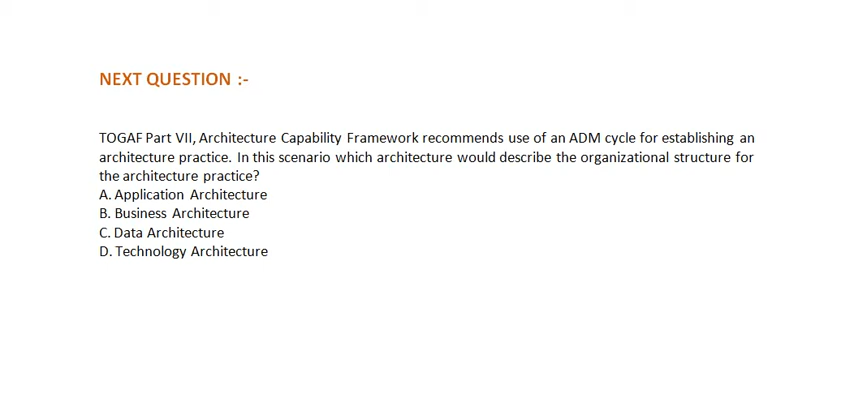 NEXT QUESTION :-
TOGAF Part VII, Architecture Capability Framework recommends use of an ADM cycle for establishing an
architecture practice. In this scenario which architecture would describe the organizational structure for
the architecture practice?
A. Application Architecture
B. Business Architecture
C. Data Architecture
D. Technology Architecture